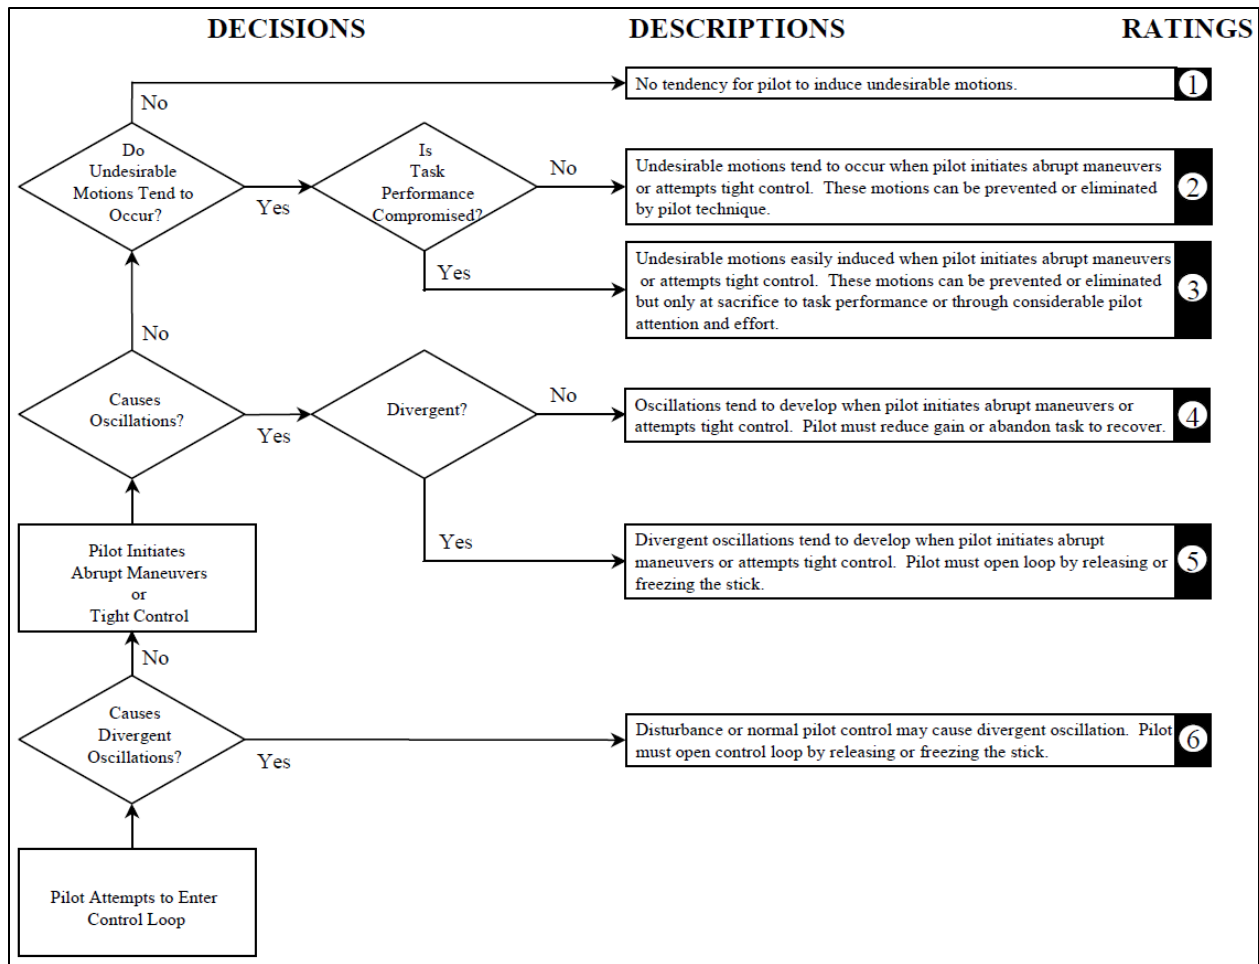 DECISIONS
DESCRIPTIONS
RATINGS
No tendency for pilot to induce undesirable motions.
1
No
Do
Undesirable
Motions Tend to
Occur?
Yes
Is
Task
Performance
Compromised?
No
Undesirable motions tend to occur when pilot initiates abrupt maneuvers
or attempts tight control. These motions can be prevented or eliminated
by pilot technique.
2
Yes
Undesirable motions easily induced when pilot initiates abrupt maneuvers
or attempts tight control. These motions can be prevented or eliminated
but only at sacrifice to task performance or through considerable pilot
attention and effort.
3
No
Causes
Oscillations?
Yes
Divergent?
No
Oscillations tend to develop when pilot initiates abrupt maneuvers or
attempts tight control. Pilot must reduce gain or abandon task to recover.
4
Yes
Divergent oscillations tend to develop when pilot initiates abrupt
maneuvers or attempts tight control. Pilot must open loop by releasing or
freezing the stick.
5
Pilot Initiates
Abrupt Maneuvers
or
Tight Control
No
Causes
Divergent
Oscillations?
Yes
Disturbance or normal pilot control may cause divergent oscillation. Pilot
must open control loop by releasing or freezing the stick.
6
Pilot Attempts to Enter
Control Loop